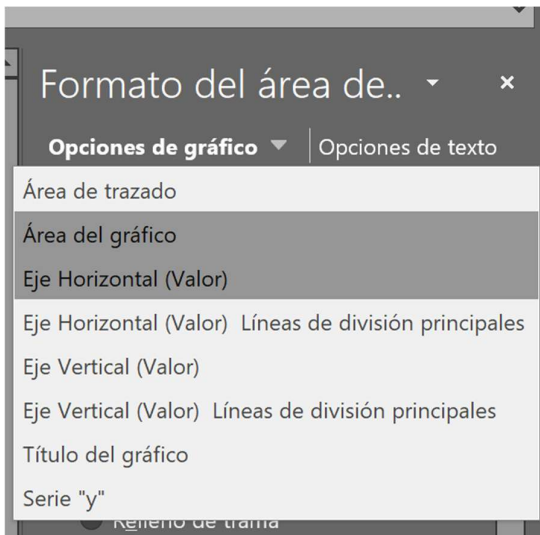 Formato del área de..
Opciones de gráfico Opciones de texto
Área de trazado
Área del gráfico
Eje Horizontal (Valor)
Eje Horizontal (Valor) Líneas de división principales
Eje Vertical (Valor)
Eje Vertical (Valor) Líneas de división principales
Título del gráfico
Serie "y"
Relleno de trama